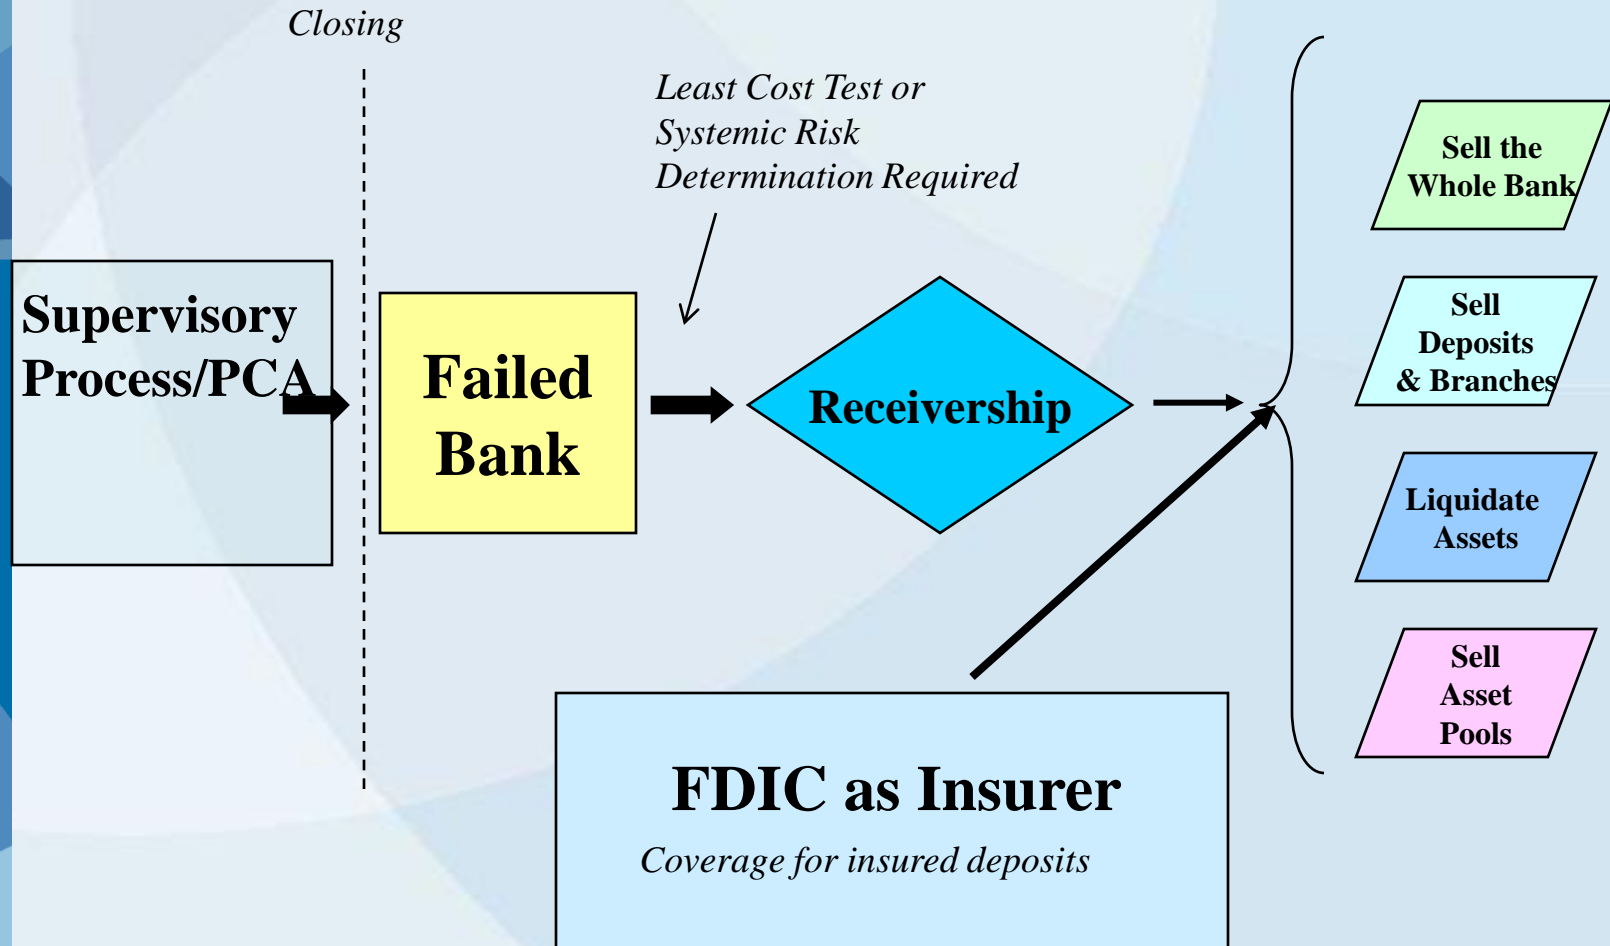 Closing
Least Cost Test or
Systemic Risk
Determination Required
Supervisory
Process/PCA
Failed
Bank
Receivership
Sell the
Whole Bank
Sell
Deposits
& Branches
Liquidate
Assets
Sell
Asset
Pools
FDIC as Insurer
Coverage for insured deposits